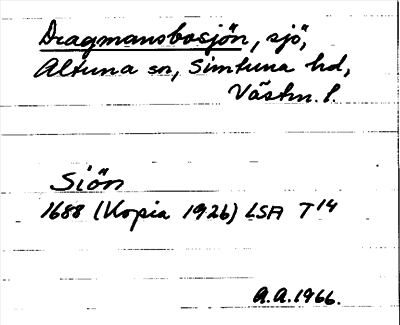 Dragmansbosjön, sjö,
Altuna sn, Simtuna hd,
Västm. l.
Siön
1688 (Kopia 1926) LSA T14
A.A. 1966.